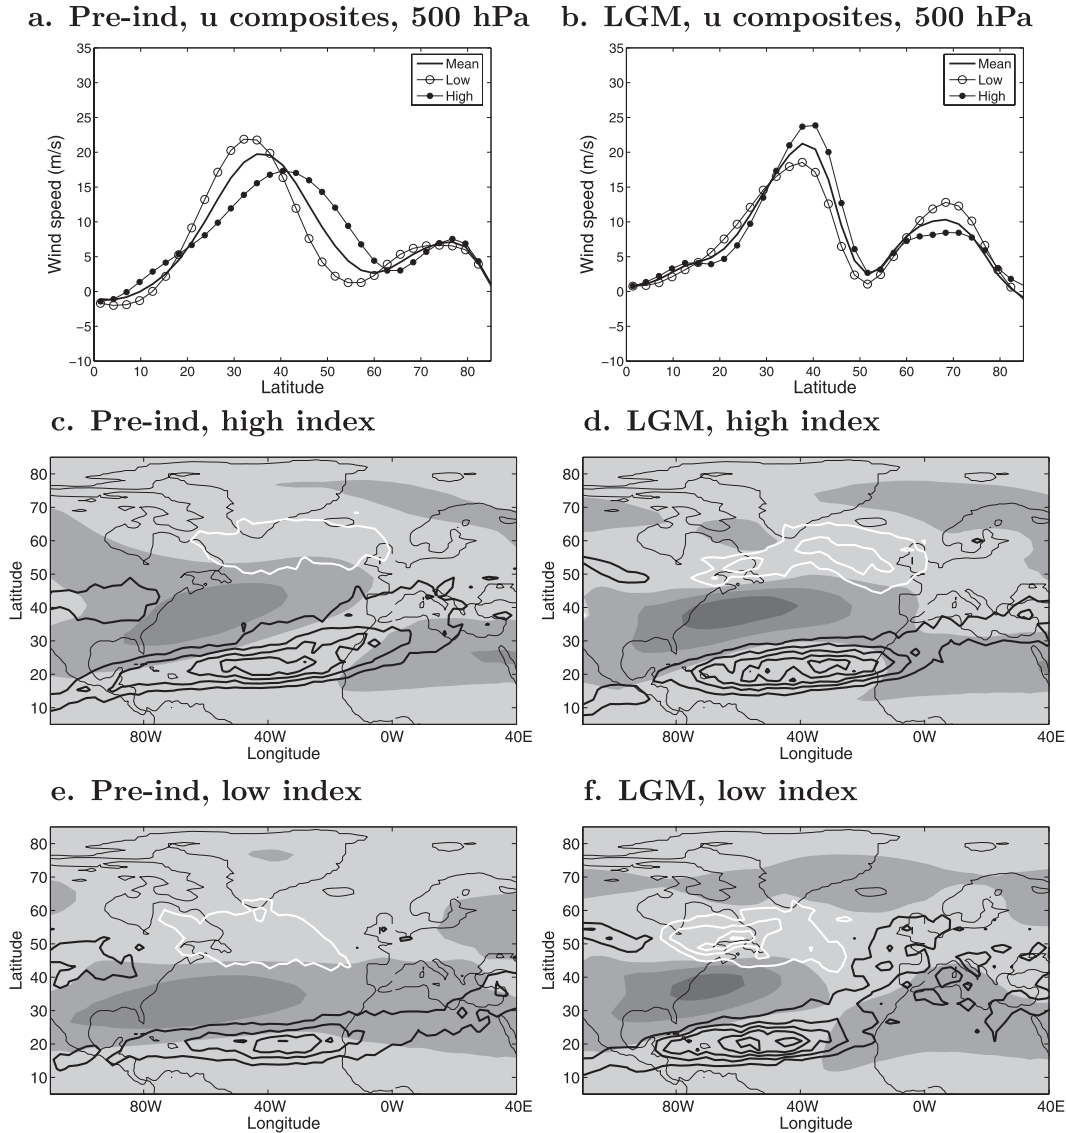 a. Pre-ind, u composites, 500 hPa
35
30
25
20
15
10
5
0
−5
−10
Wind speed (m/s)
Mean
Low
High
0 10 20 30 40 50 60 70 80
Latitude
b. LGM, u composites, 500 hPa
35
30
25
20
15
10
5
0
−5
−10
Wind speed (m/s)
Mean
Low
High
0 10 20 30 40 50 60 70 80
Latitude
c. Pre-ind, high index
80
70
60
50
40
30
20
10
Latitude
80W 40W 0W 40E
Longitude
d. LGM, high index
80
70
60
50
40
30
20
10
Latitude
80W 40W 0W 40E
Longitude
e. Pre-ind, low index
80
70
60
50
40
30
20
10
Latitude
80W 40W 0W 40E
Longitude
f. LGM, low index
80
70
60
50
40
30
20
10
Latitude
80W 40W 0W 40E
Longitude